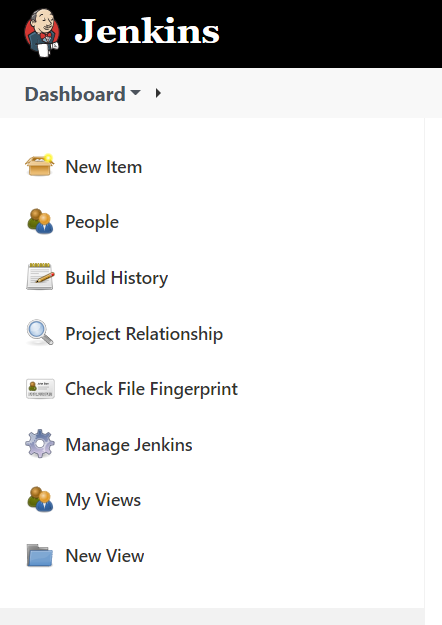 Jenkins
Dashboard
New Item
People
Build History
Project Relationship
Check File Fingerprint
Manage Jenkins
My Views
New View